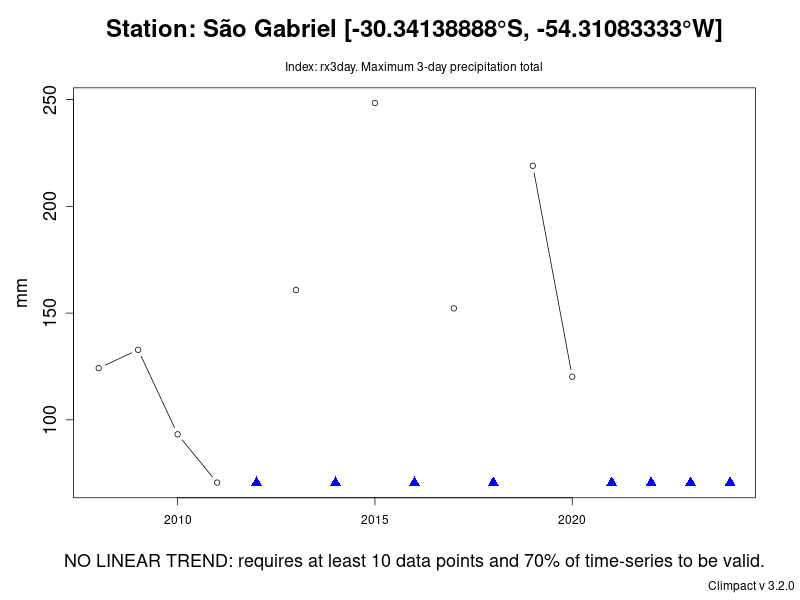 Station: São Gabriel [-30.34138888°S, -54.31083333°W]
Index: rx3day. Maximum 3-day precipitation total
mm
250
200
150
100
2010 2015 2020
NO LINEAR TREND: requires at least 10 data points and 70% of time-series to be valid.
Climpact v 3.2.0